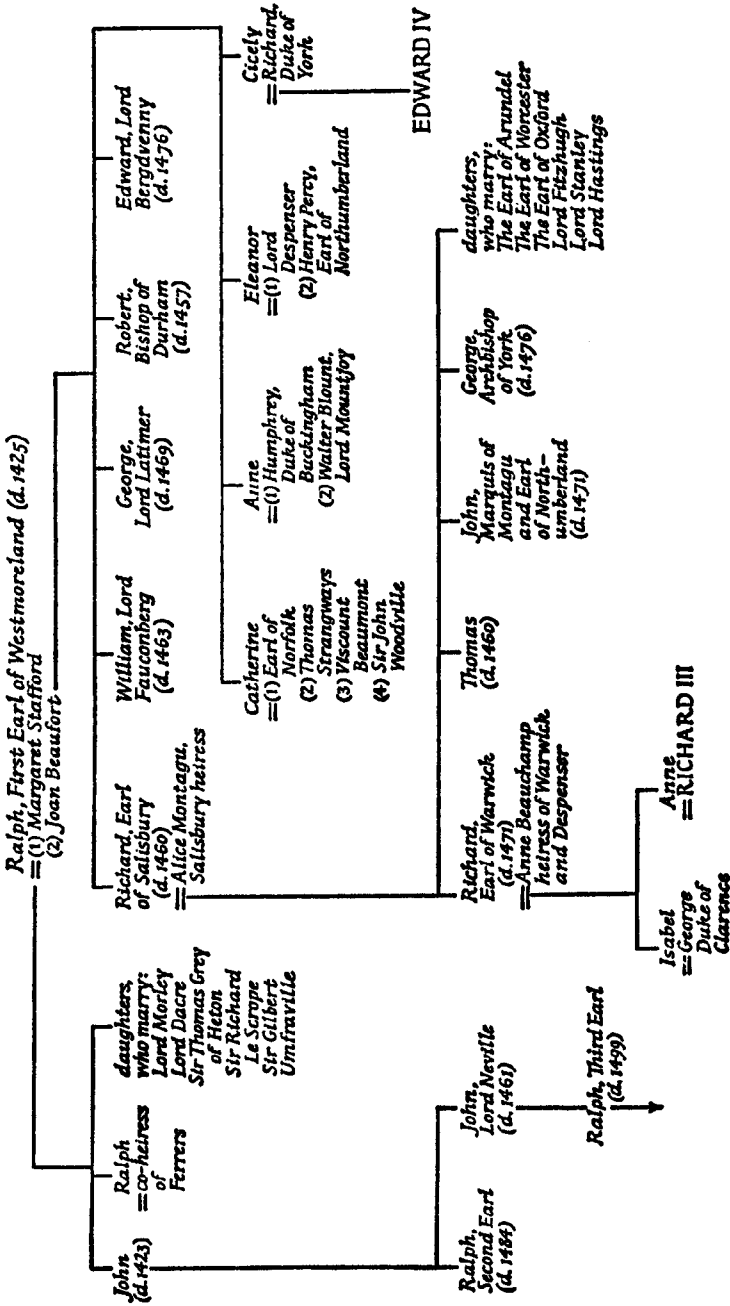 Ralph, First Earl of Westmoreland (d. 1425)
=(1) Margaret Stafford
(2) Joan Beaufort
John
(d. 1423)
Ralph
=co-heiress
of
Ferrers
daughters,
who marry:
Lord Morley
Lord Dacre
Sir Thomas Grey
of Heton
Sir Richard
Le Scrope
Sir Gilbert
Umfraville
Richard, Earl
of Salisbury
(d. 1460)
=Alice Montagu,
Salisbury heiress
William, Lord
Fauconberg
(d. 1463)
George,
Lord Latimer
(d. 1469)
Robert,
Bishop of
Durham
(d. 1457)
Edward, Lord
Bergdvenny
(d. 1476)
Catherine
=(1) Earl of
Norfolk
(2) Thomas
Strangways
(3) Viscount
Beaumont
(4) Sir John
Woodville
Anne
=(1) Humphrey,
Duke of
Buckingham
(2) Walter Blount,
Lord Mountjoy
Eleanor
=(1) Lord
Despenser
(2) Henry Percy,
Earl of
Northumberland
Cicely
=Richard,
Duke of
York
EDWARD IV
Ralph,
Second Earl
(d. 1484)
John,
Lord Neville
(d. 1461)
Ralph, Third Earl
(d. 1499)
Richard,
Earl of Warwick
(d. 1471)
=Anne Beauchamp
heiress of Warwick
and Despenser
Thomas
(d. 1460)
John,
Marquis of
Montagu
and Earl
of North-
umberland
(d. 1471)
George,
Archbishop
of York
(d. 1476)
daughters,
who marry:
The Earl of Arundel
The Earl of Worcester
The Earl of Oxford
Lord Fitzhugh
Lord Stanley
Lord Hastings
Isabel
=George
Duke of
Clarence
Anne
=RICHARD III